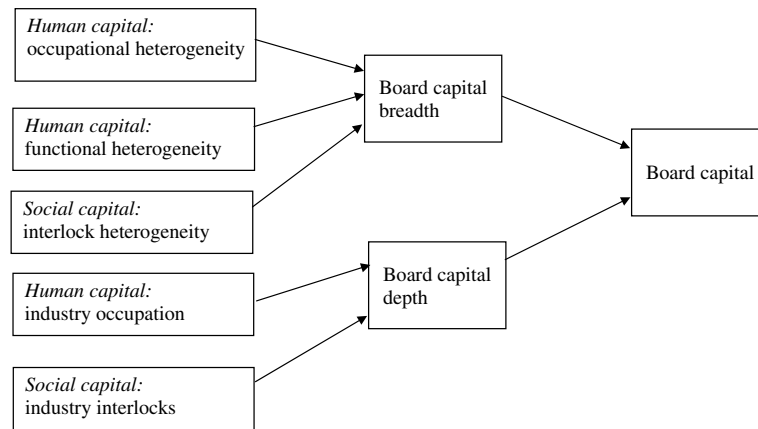 Human capital:
occupational heterogeneity
Human capital:
functional heterogeneity
Social capital:
interlock heterogeneity
Human capital:
industry occupation
Social capital:
industry interlocks
Board capital
breadth
Board capital
depth
Board capital